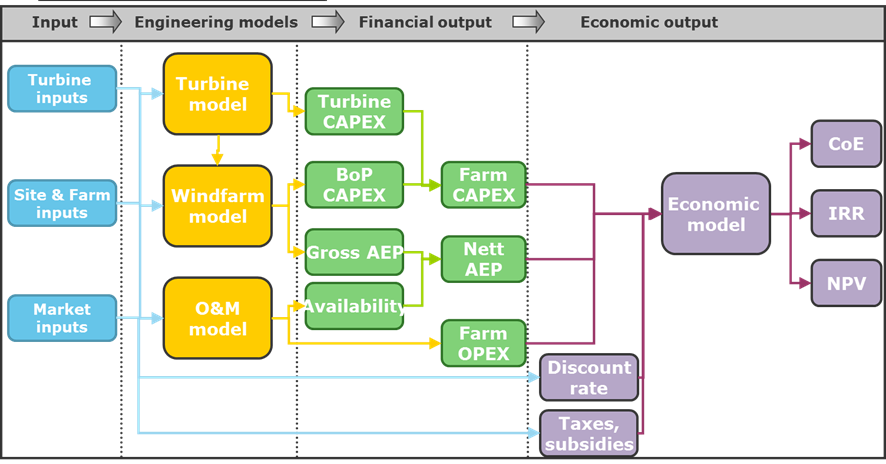 Input
Engineering models
Financial output
Economic output
Turbine
inputs
Site & Farm
inputs
Market
inputs
Turbine
model
Windfarm
model
O&M
model
Turbine
CAPEX
BoP
CAPEX
Gross AEP
Availability
Farm
CAPEX
Nett
AEP
Farm
OPEX
Discount
rate
Taxes,
subsidies
Economic
model
CoE
IRR
NPV